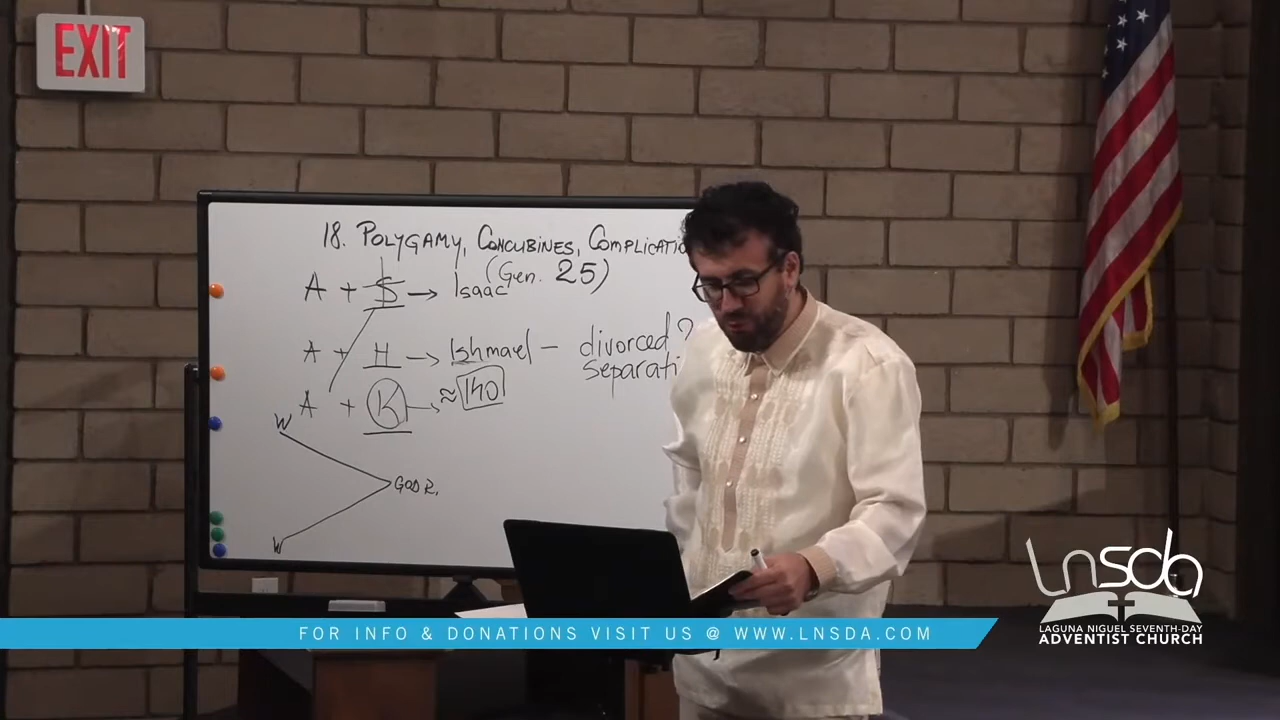 EXIT
18. POLYGAMY, CONCUBINES, COMPLICATIO
(Gen. 25)
A + S → Isaac
A + H → Ishmael – divorced?
separati
A + K → ≈ 140
W
GOD R.
W
FOR INFO & DONATIONS VISIT US @ WWW.LNSDA.COM
Lnsda
LAGUNA NIGUEL SEVENTH-DAY
ADVENTIST CHURCH